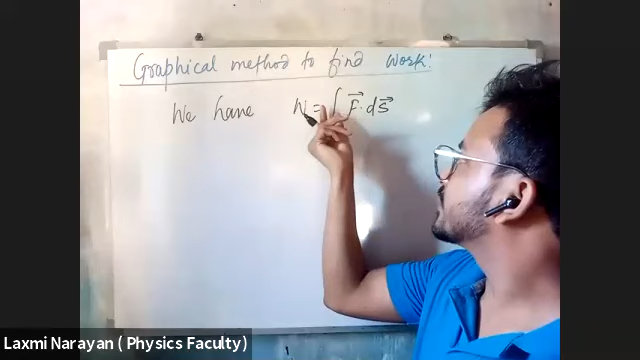 Graphical method to find work!
We have W = ∫ F⃗. ds⃗
Laxmi Narayan ( Physics Faculty)